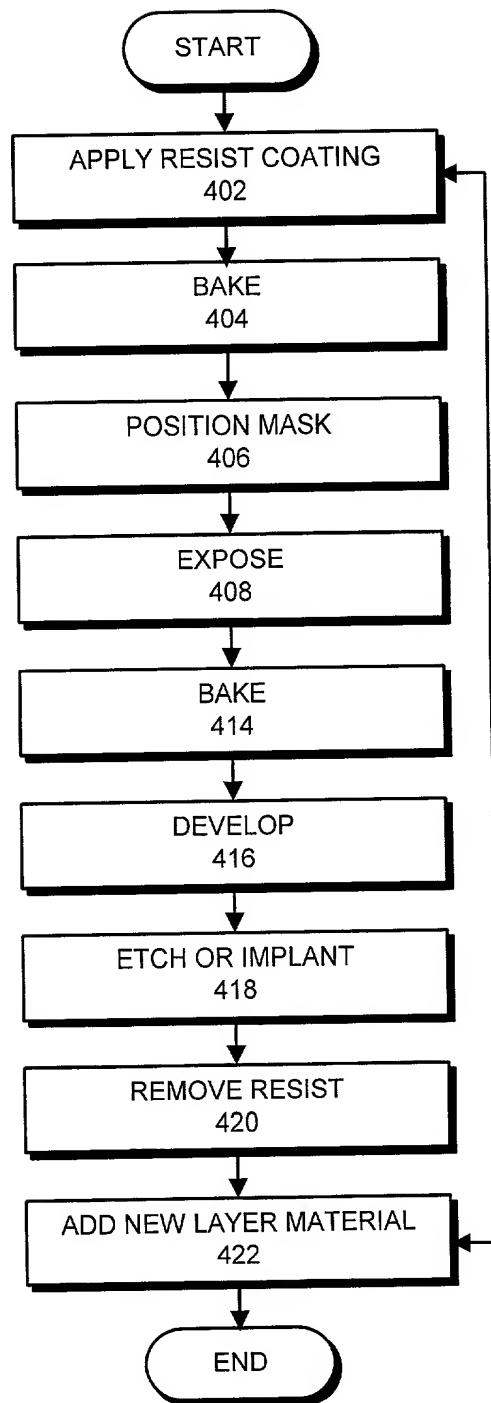 START
APPLY RESIST COATING
402
BAKE
404
POSITION MASK
406
EXPOSE
408
BAKE
414
DEVELOP
416
ETCH OR IMPLANT
418
REMOVE RESIST
420
ADD NEW LAYER MATERIAL
422
END